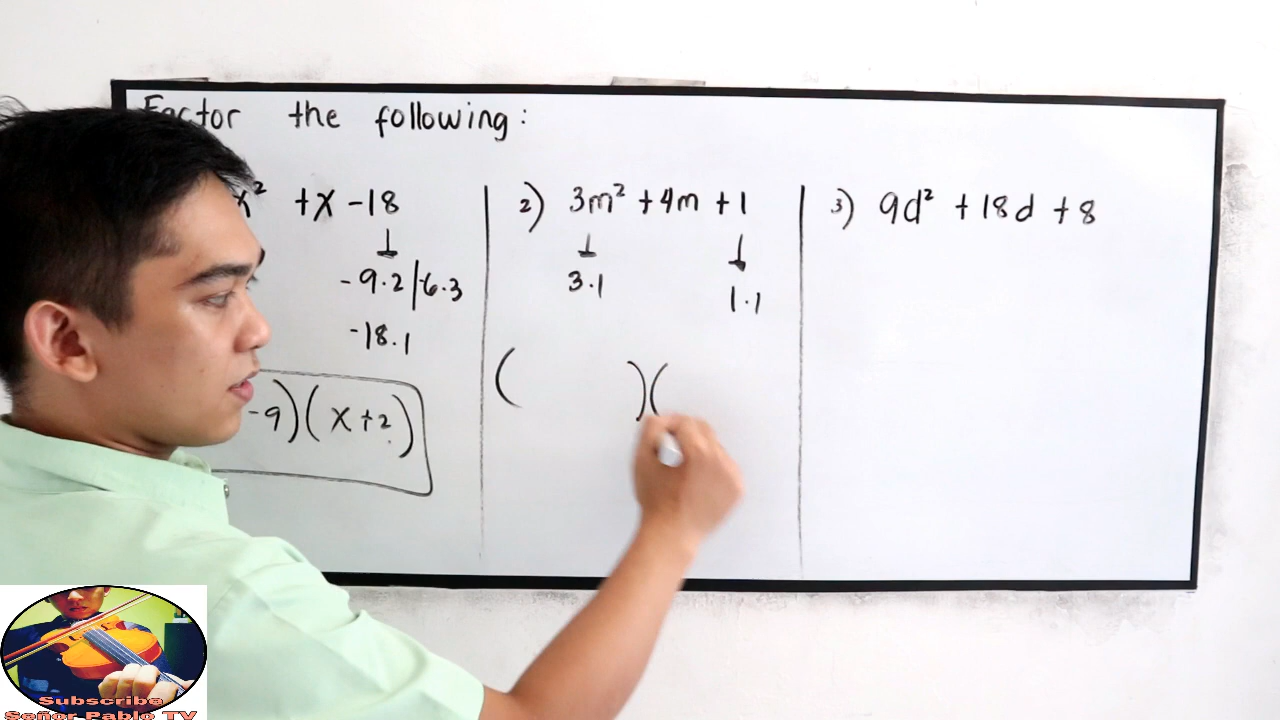 Factor the following:
x² +x -18
-9.2/-6.3
-18.1
-9)(x+2)
2) 3m² +4m +1
3.1 1.1
( )(
3) 9d² +18d +8
Subscribe
Señor Pablo TV